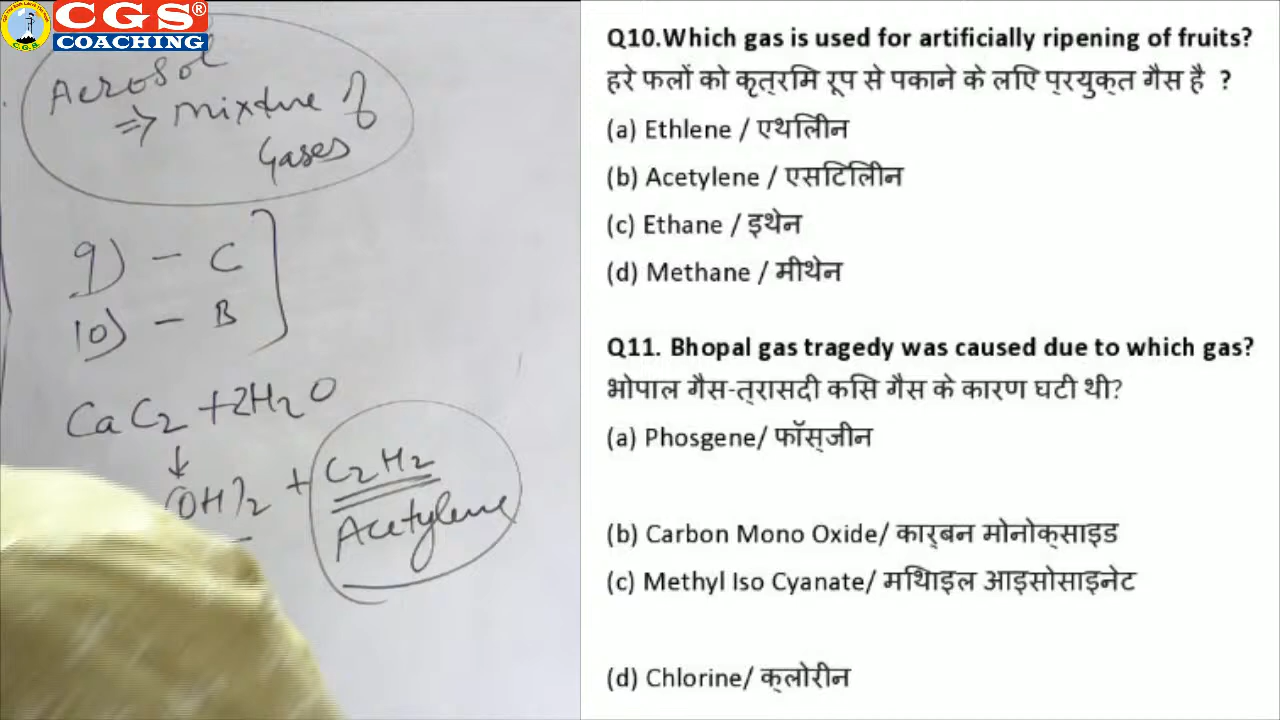 CGS®
COACHING
C.G.S
Aerosol
⇒ mixture of
Gases
9) - C
10) - B
CaC₂ + 2H₂O
↓
(OH)₂ + C₂H₂
Acetylene
Q10.Which gas is used for artificially ripening of fruits?
हरे फलों को कृत्रमि रूप से पकाने के लिए प्रयुक्त गैस है ?
(a) Ethlene / एथलिीन
(b) Acetylene / एसटिलिीन
(c) Ethane / इथेन
(d) Methane / मीथेन
Q11. Bhopal gas tragedy was caused due to which gas?
भोपाल गैस-त्रासदी कसि गैस के कारण घटी थी?
(a) Phosgene/ फॉस्जीन
(b) Carbon Mono Oxide/ कार्बन मोनोक्साइड
(c) Methyl Iso Cyanate/ मथिाइल आइसोसाइनेट
(d) Chlorine/ क्लोरीन